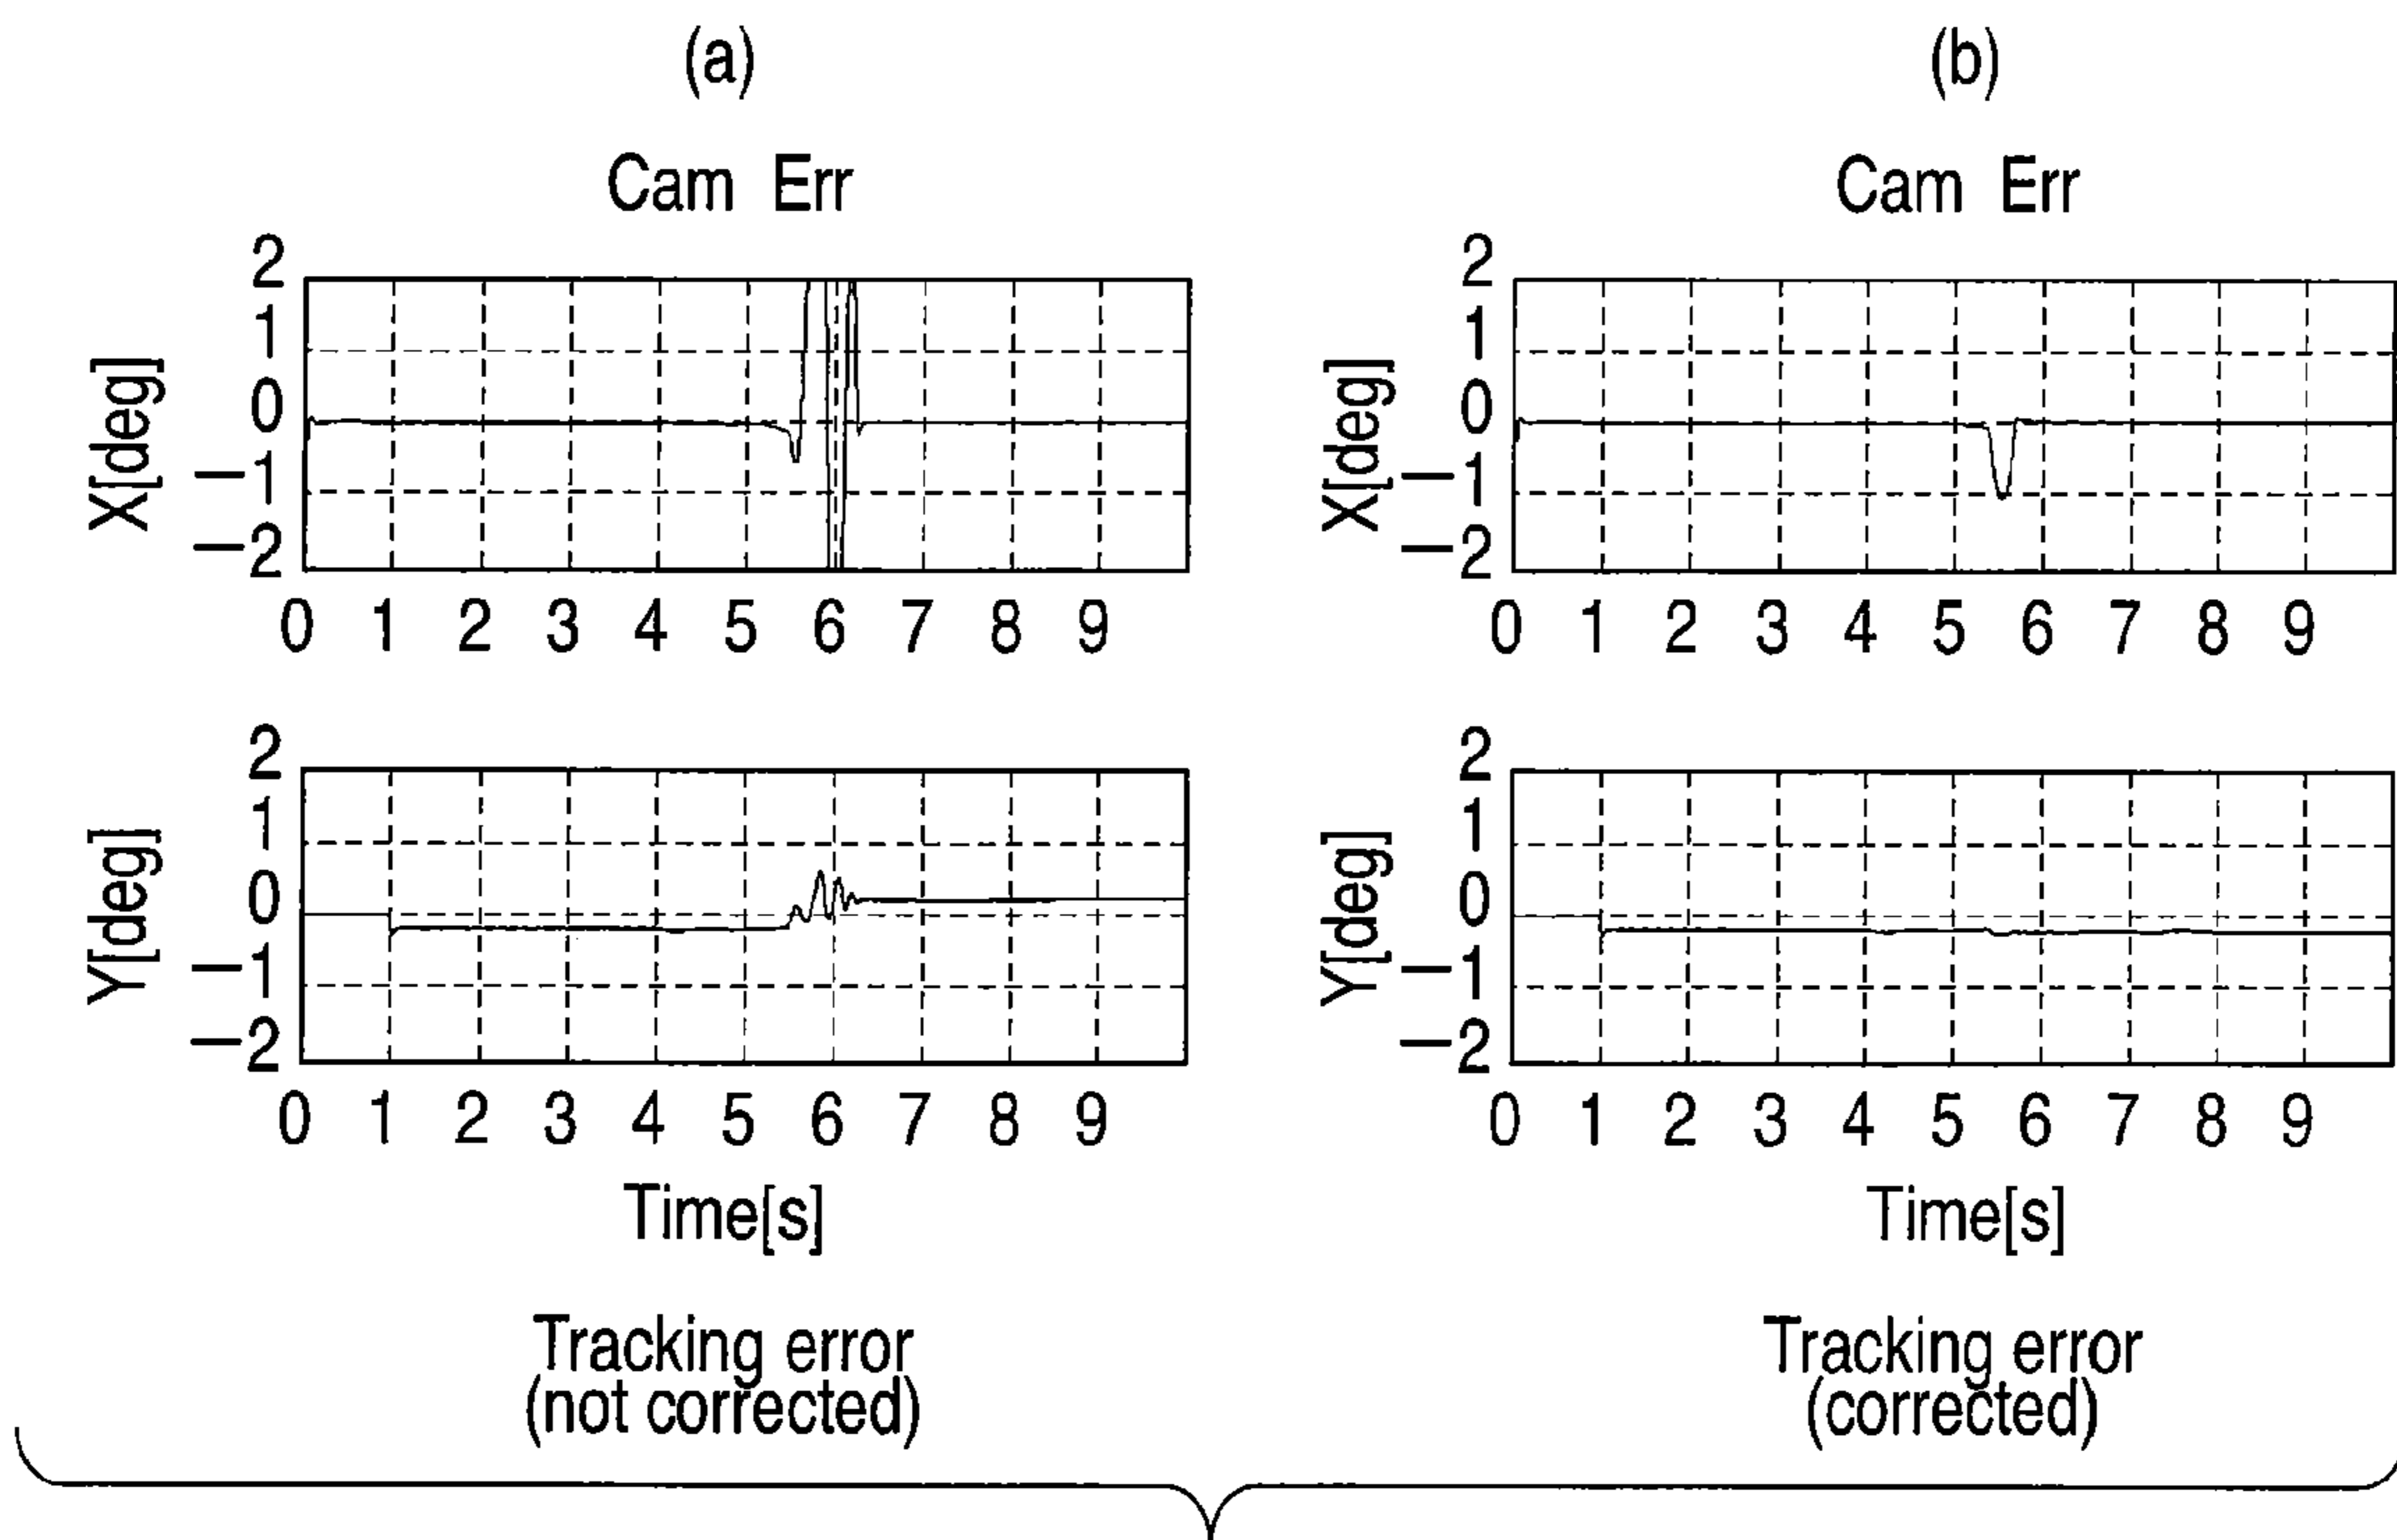 (a)
Cam Err
X[deg]
2
1
0
−1
−2
0 1 2 3 4 5 6 7 8 9
Y[deg]
2
1
0
−1
−2
0 1 2 3 4 5 6 7 8 9
Time[s]
Tracking error
(not corrected)
(b)
Cam Err
X[deg]
2
1
0
−1
−2
0 1 2 3 4 5 6 7 8 9
Y[deg]
2
1
0
−1
−2
0 1 2 3 4 5 6 7 8 9
Time[s]
Tracking error
(corrected)